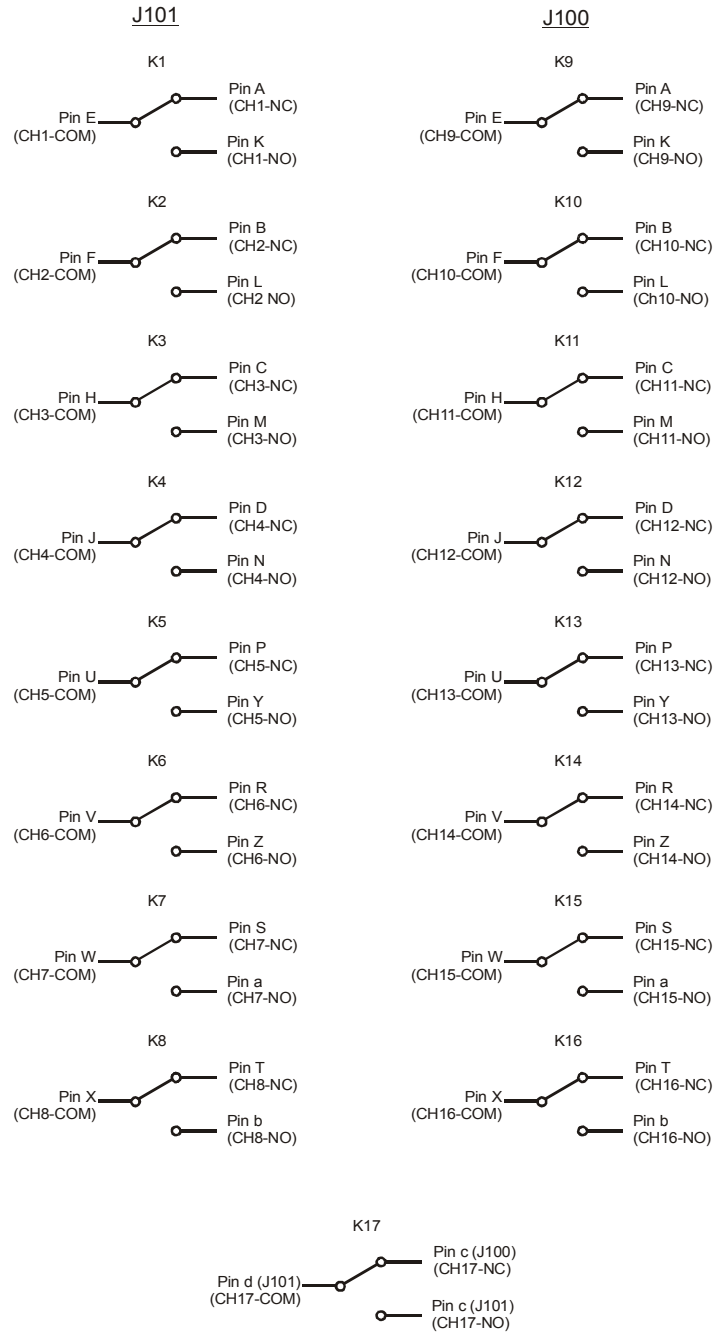 J101
K1
Pin E
(CH1-COM)
Pin A
(CH1-NC)
Pin K
(CH1-NO)
K2
Pin F
(CH2-COM)
Pin B
(CH2-NC)
Pin L
(CH2 NO)
K3
Pin H
(CH3-COM)
Pin C
(CH3-NC)
Pin M
(CH3-NO)
K4
Pin J
(CH4-COM)
Pin D
(CH4-NC)
Pin N
(CH4-NO)
K5
Pin U
(CH5-COM)
Pin P
(CH5-NC)
Pin Y
(CH5-NO)
K6
Pin V
(CH6-COM)
Pin R
(CH6-NC)
Pin Z
(CH6-NO)
K7
Pin W
(CH7-COM)
Pin S
(CH7-NC)
Pin a
(CH7-NO)
K8
Pin X
(CH8-COM)
Pin T
(CH8-NC)
Pin b
(CH8-NO)
J100
K9
Pin E
(CH9-COM)
Pin A
(CH9-NC)
Pin K
(CH9-NO)
K10
Pin F
(CH10-COM)
Pin B
(CH10-NC)
Pin L
(Ch10-NO)
K11
Pin H
(CH11-COM)
Pin C
(CH11-NC)
Pin M
(CH11-NO)
K12
Pin J
(CH12-COM)
Pin D
(CH12-NC)
Pin N
(CH12-NO)
K13
Pin U
(CH13-COM)
Pin P
(CH13-NC)
Pin Y
(CH13-NO)
K14
Pin V
(CH14-COM)
Pin R
(CH14-NC)
Pin Z
(CH14-NO)
K15
Pin W
(CH15-COM)
Pin S
(CH15-NC)
Pin a
(CH15-NO)
K16
Pin X
(CH16-COM)
Pin T
(CH16-NC)
Pin b
(CH16-NO)
K17
Pin d (J101)
(CH17-COM)
Pin c (J100)
(CH17-NC)
Pin c (J101)
(CH17-NO)